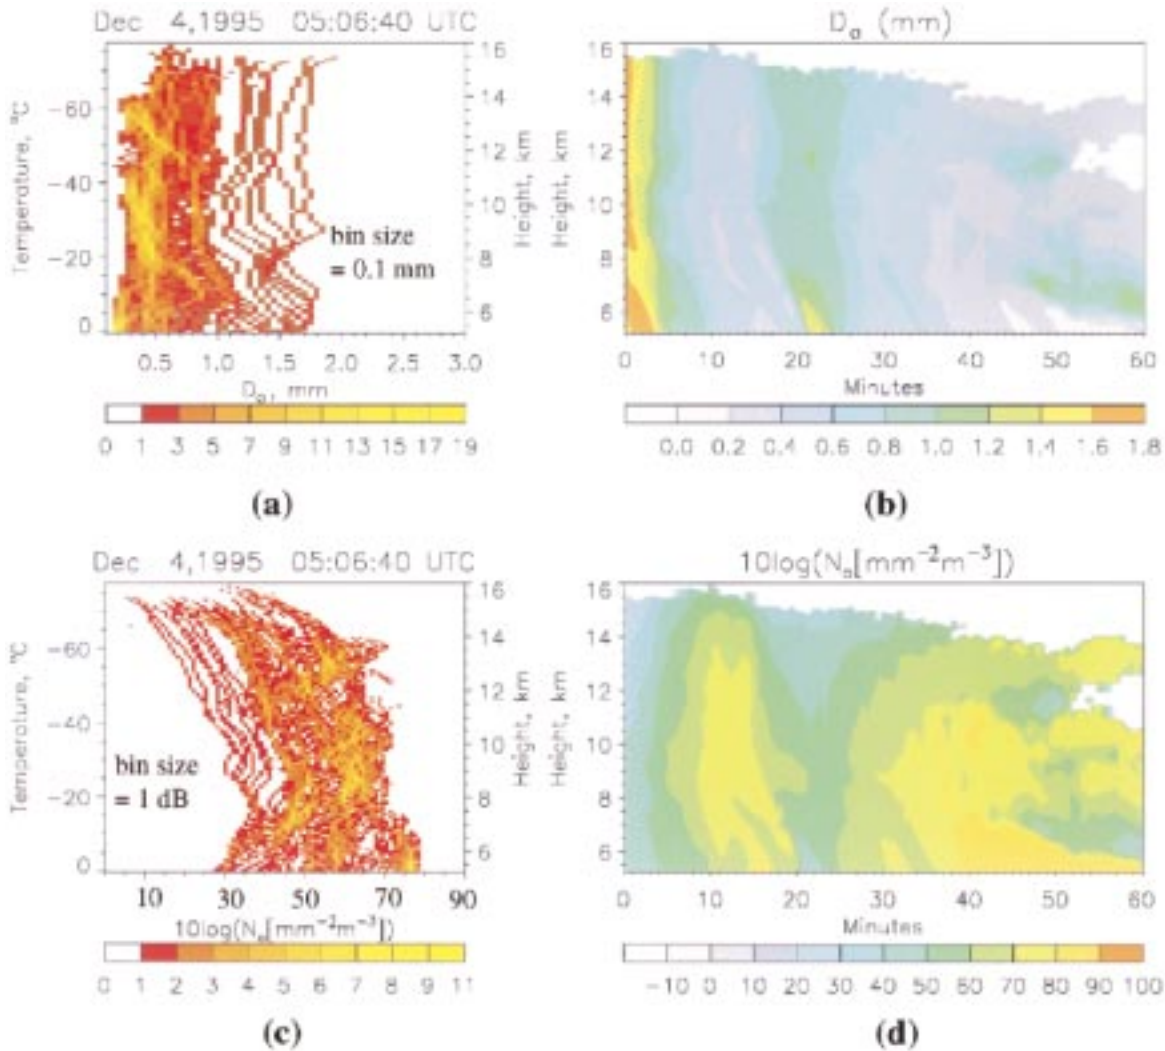 Dec 4,1995 05:06:40 UTC
Temperature, °C
-60
-40
-20
0
16
14
12
10
8
6
Height, km
bin size
= 0.1 mm
0.5 1.0 1.5 2.0 2.5 3.0
D₀, mm
0 1 3 5 7 9 11 13 15 17 19
(a)
D₀ (mm)
Height, km
16
14
12
10
8
6
0 10 20 30 40 50 60
Minutes
0.0 0.2 0.4 0.6 0.8 1.0 1.2 1.4 1.6 1.8
(b)
Dec 4,1995 05:06:40 UTC
Temperature, °C
-60
-40
-20
0
16
14
12
10
8
6
Height, km
bin size
= 1 dB
10 30 50 70 90
10log(N₀[mm⁻²m⁻³])
0 1 2 3 4 5 6 7 8 9 11
(c)
10log(N₀[mm⁻²m⁻³])
Height, km
16
14
12
10
8
6
0 10 20 30 40 50 60
Minutes
-10 0 10 20 30 40 50 60 70 80 90 100
(d)